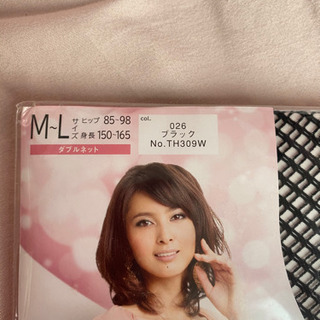 M~L サイズ ヒップ 85~98
身長 150~165
ダブルネット
col.
026
ブラック
No.TH309W